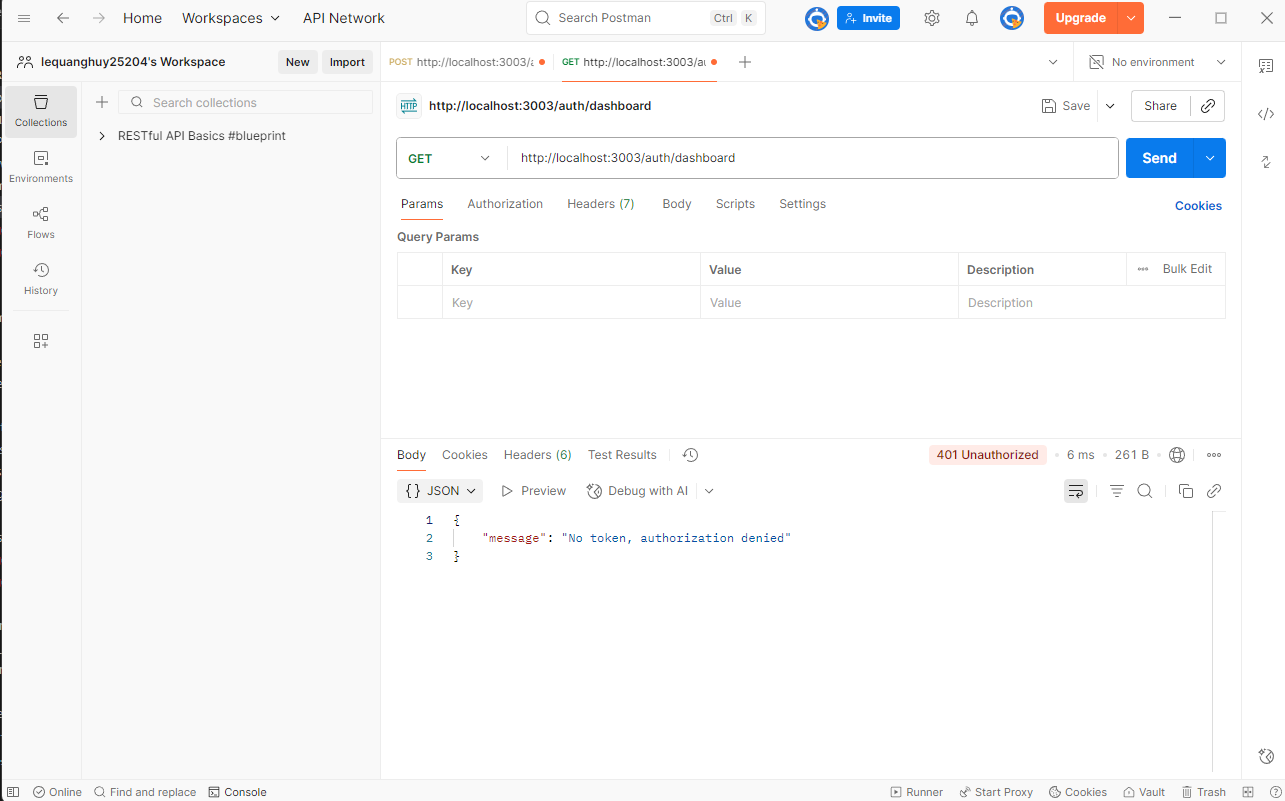 Home Workspaces API Network Search Postman Ctrl K Invite Upgrade
lequanghuy25204's Workspace New Import
POST http://localhost:3003/ GET http://localhost:3003/ No environment
Collections
Search collections
RESTful API Basics #blueprint
Environments
Flows
History
HTTP http://localhost:3003/auth/dashboard Save Share
GET http://localhost:3003/auth/dashboard Send
Params Authorization Headers (7) Body Scripts Settings Cookies
Query Params
Key Value Description Bulk Edit
Key Value Description
Body Cookies Headers (6) Test Results 401 Unauthorized 6 ms 261 B
{} JSON Preview Debug with AI
1 {
2 "message": "No token, authorization denied"
3 }
Online Find and replace Console Runner Start Proxy Cookies Vault Trash